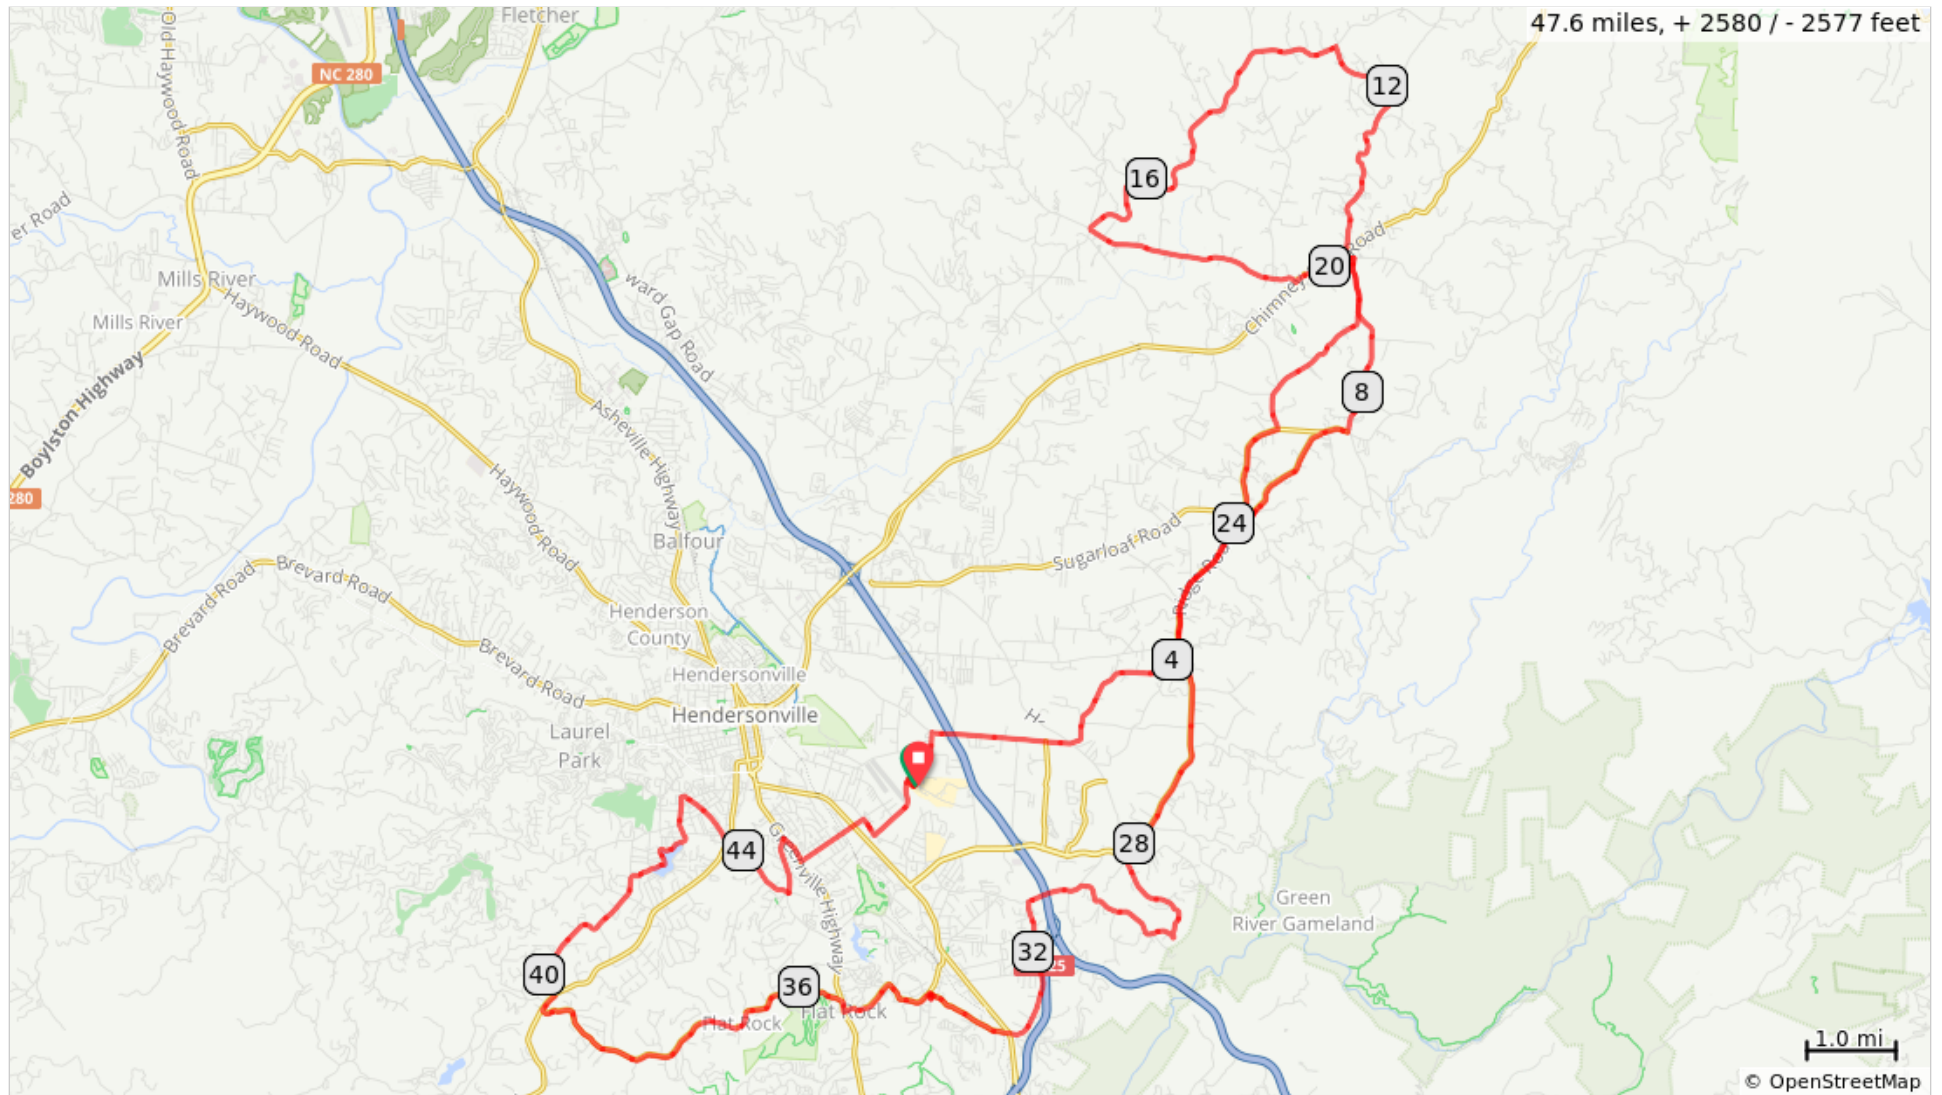 Fletcher
47.6 miles, + 2580 / - 2577 feet
Old Haywood Road
NC 280
12
16
er Road
Road
20
Mills River
ward Gap Road
Chimney
Mills River
Haywood Road
8
Boylston Highway
Asheville Highway
280
Haywood Road
24
Sugarloaf Road
Balfour
Brevard Road
Brevard Road
Henderson
County
4
Brevard Road
Hendersonville
Hendersonville
Laurel
Park
28
44
Greenville Highway
Green
River Gameland
32
25
40
36
Flat Rock
Flat Rock
1.0 mi
© OpenStreetMap